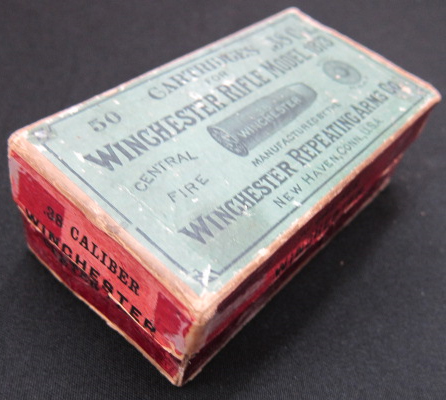 50 CARTRIDGES .38 C
FOR
WINCHESTER RIFLE MODEL 1873
WINCHESTER
CENTRAL
FIRE
MANUFACTURED BY THE
WINCHESTER REPEATING ARMS CO.
NEW HAVEN, CONN., U.S.A.
.38 CALIBER
WINCHESTER